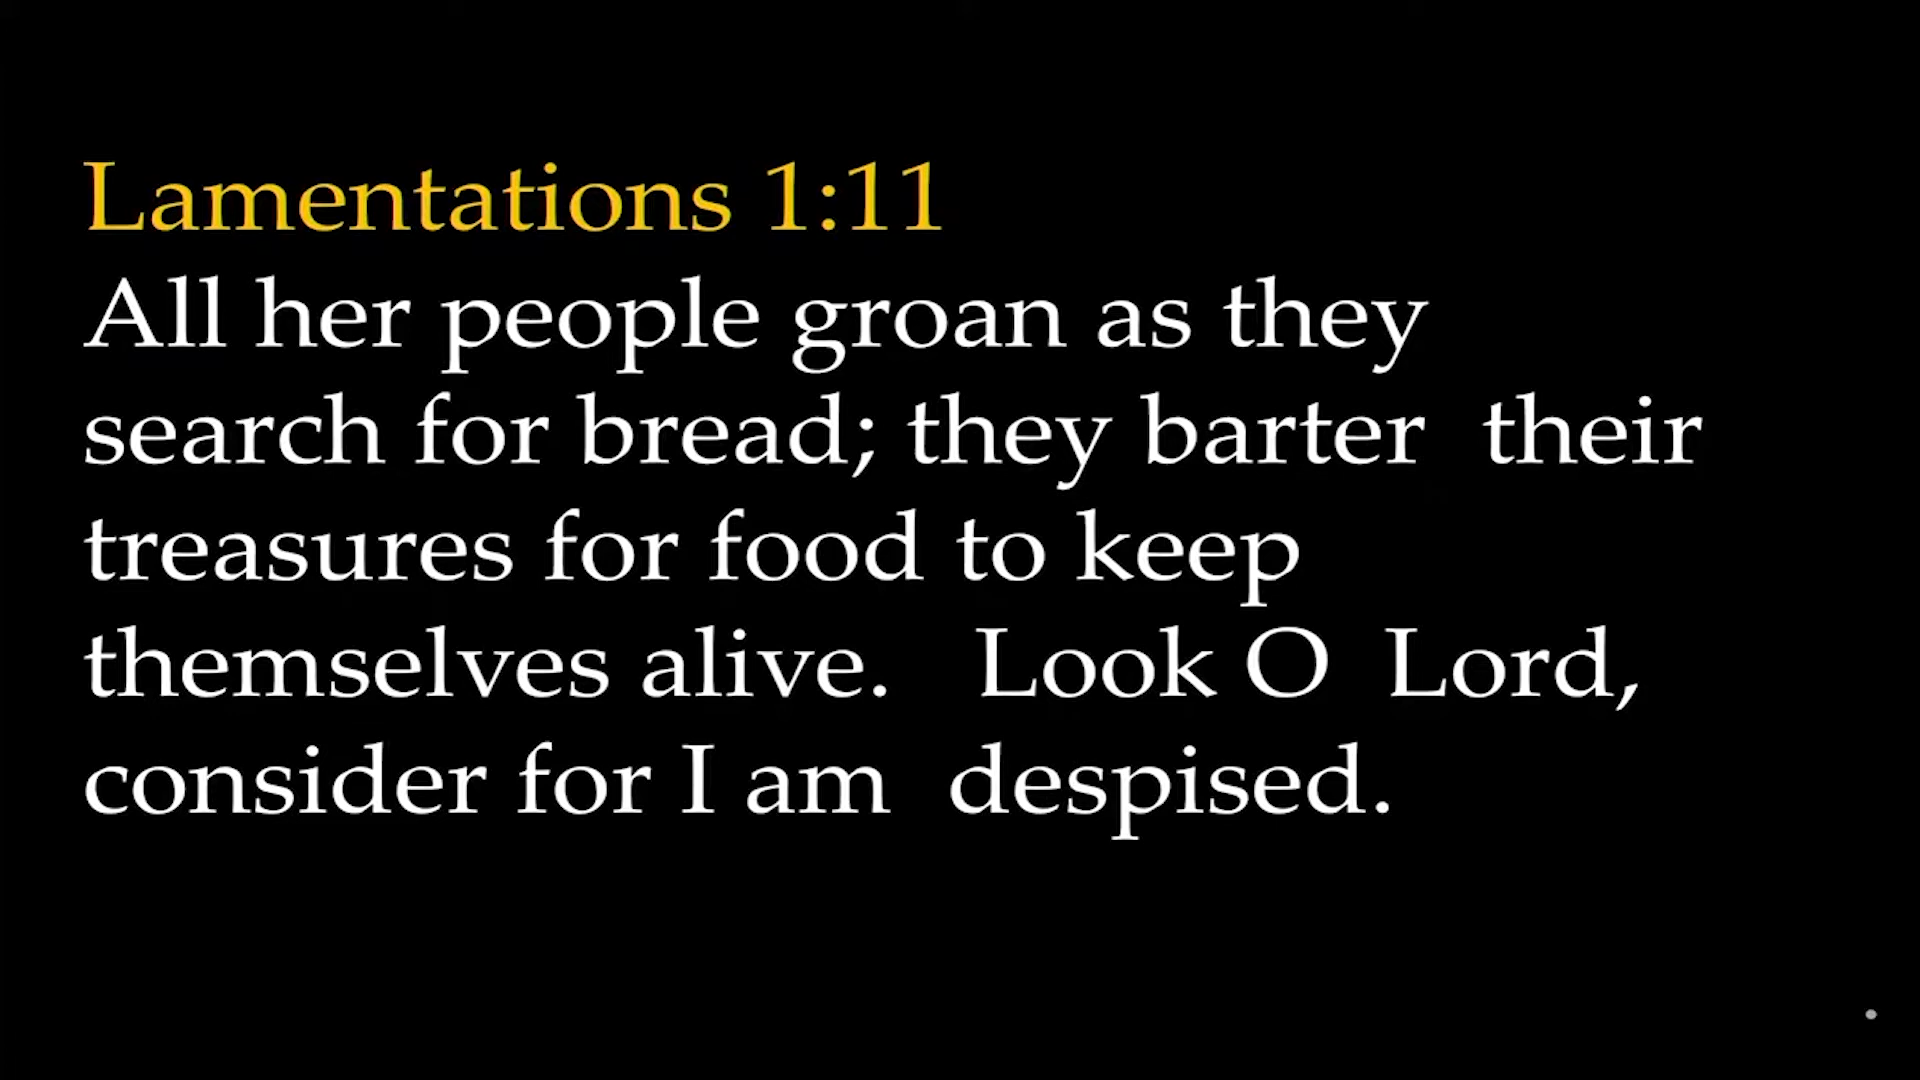 Lamentations 1:11
All her people groan as they
search for bread; they barter  their
treasures for food to keep
themselves alive.   Look O  Lord,
consider for I am  despised.